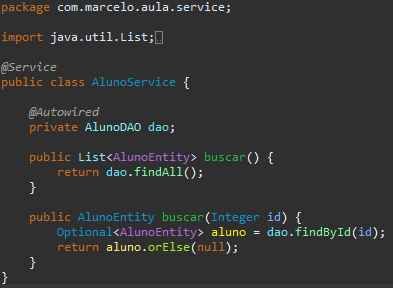 package com.marcelo.aula.service;
import java.util.List;
@Service
public class AlunoService {
@Autowired
private AlunoDAO dao;
public List<AlunoEntity> buscar() {
return dao.findAll();
}
public AlunoEntity buscar(Integer id) {
Optional<AlunoEntity> aluno = dao.findById(id);
return aluno.orElse(null);
}
}